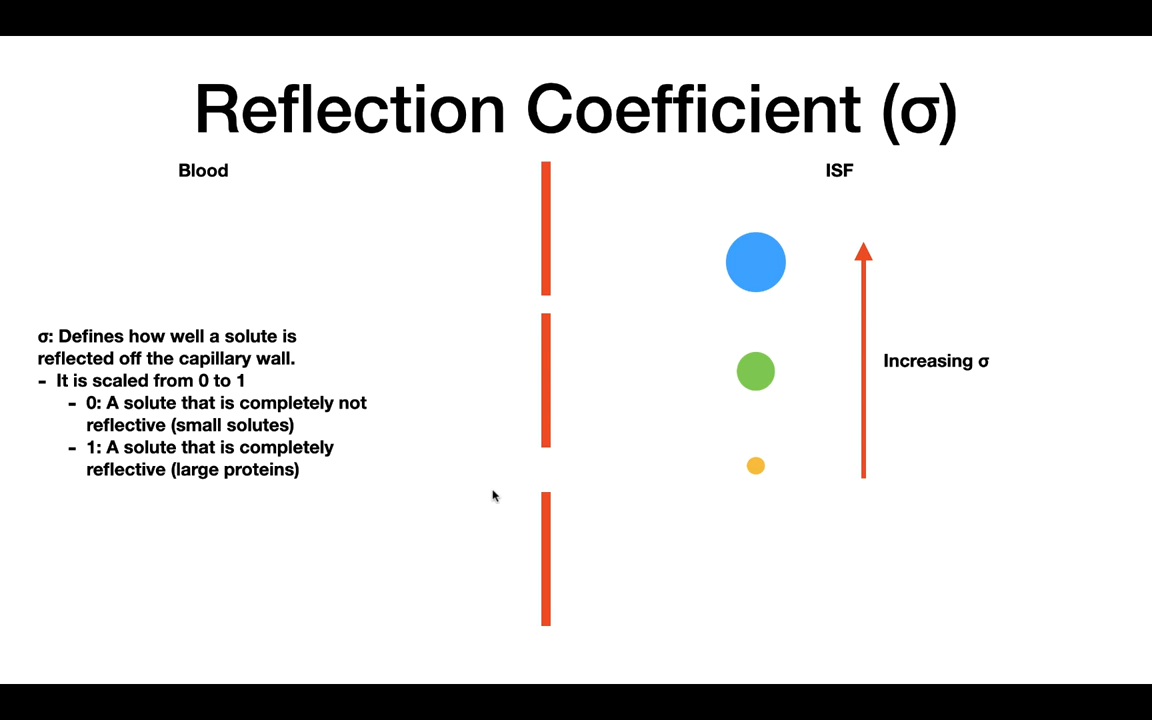 Reflection Coefficient (σ)
Blood
ISF
σ: Defines how well a solute is
reflected off the capillary wall.
- It is scaled from 0 to 1
- 0: A solute that is completely not
reflective (small solutes)
- 1: A solute that is completely
reflective (large proteins)
Increasing σ